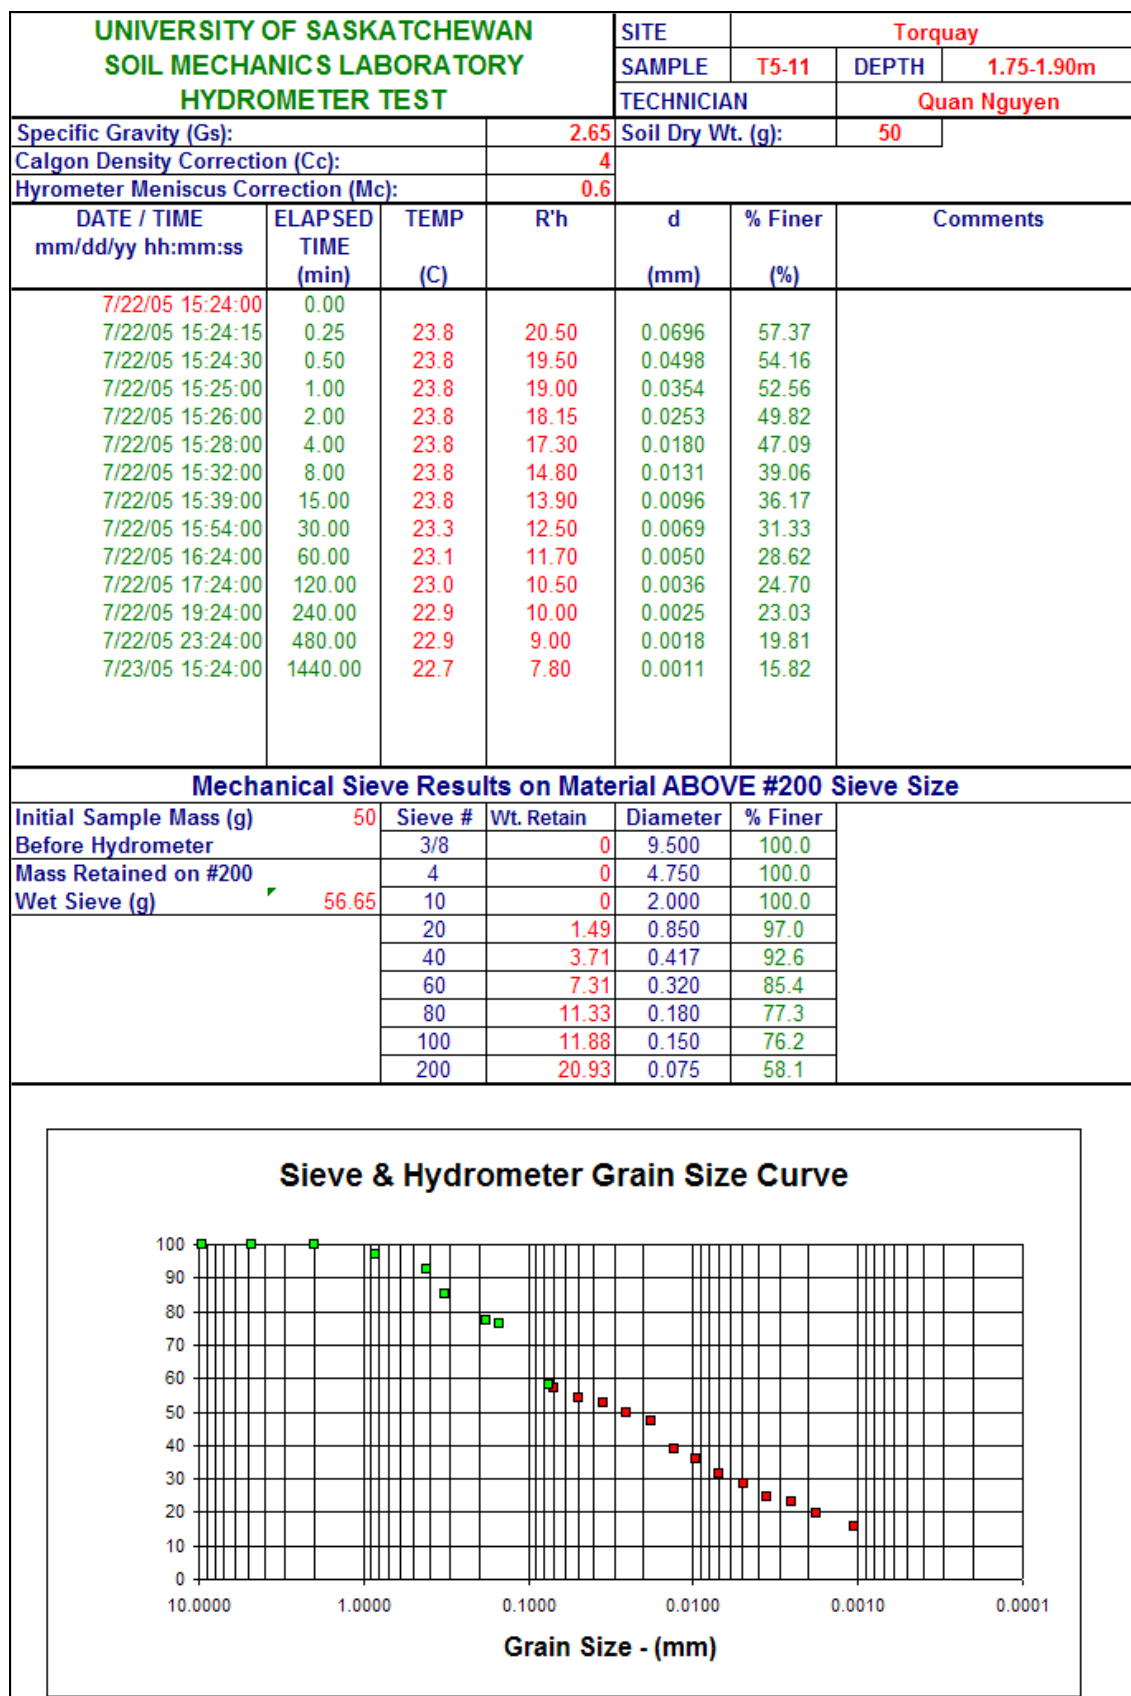 UNIVERSITY OF SASKATCHEWAN
SOIL MECHANICS LABORATORY
HYDROMETER TEST
SITE Torquay
SAMPLE T5-11 DEPTH 1.75-1.90m
TECHNICIAN Quan Nguyen
Specific Gravity (Gs): 2.65 Soil Dry Wt. (g): 50
Calgon Density Correction (Cc): 4
Hyrometer Meniscus Correction (Mc): 0.6
DATE / TIME ELAPSED TEMP R'h d % Finer Comments
mm/dd/yy hh:mm:ss TIME
(min) (C) (mm) (%)
7/22/05 15:24:00 0.00
7/22/05 15:24:15 0.25 23.8 20.50 0.0696 57.37
7/22/05 15:24:30 0.50 23.8 19.50 0.0498 54.16
7/22/05 15:25:00 1.00 23.8 19.00 0.0354 52.56
7/22/05 15:26:00 2.00 23.8 18.15 0.0253 49.82
7/22/05 15:28:00 4.00 23.8 17.30 0.0180 47.09
7/22/05 15:32:00 8.00 23.8 14.80 0.0131 39.06
7/22/05 15:39:00 15.00 23.8 13.90 0.0096 36.17
7/22/05 15:54:00 30.00 23.3 12.50 0.0069 31.33
7/22/05 16:24:00 60.00 23.1 11.70 0.0050 28.62
7/22/05 17:24:00 120.00 23.0 10.50 0.0036 24.70
7/22/05 19:24:00 240.00 22.9 10.00 0.0025 23.03
7/22/05 23:24:00 480.00 22.9 9.00 0.0018 19.81
7/23/05 15:24:00 1440.00 22.7 7.80 0.0011 15.82
Mechanical Sieve Results on Material ABOVE #200 Sieve Size
Initial Sample Mass (g) 50 Sieve # Wt. Retain Diameter % Finer
Before Hydrometer 3/8 0 9.500 100.0
Mass Retained on #200 4 0 4.750 100.0
Wet Sieve (g) 56.65 10 0 2.000 100.0
20 1.49 0.850 97.0
40 3.71 0.417 92.6
60 7.31 0.320 85.4
80 11.33 0.180 77.3
100 11.88 0.150 76.2
200 20.93 0.075 58.1
Sieve & Hydrometer Grain Size Curve
100
90
80
70
60
50
40
30
20
10
0
10.0000 1.0000 0.1000 0.0100 0.0010 0.0001
Grain Size - (mm)